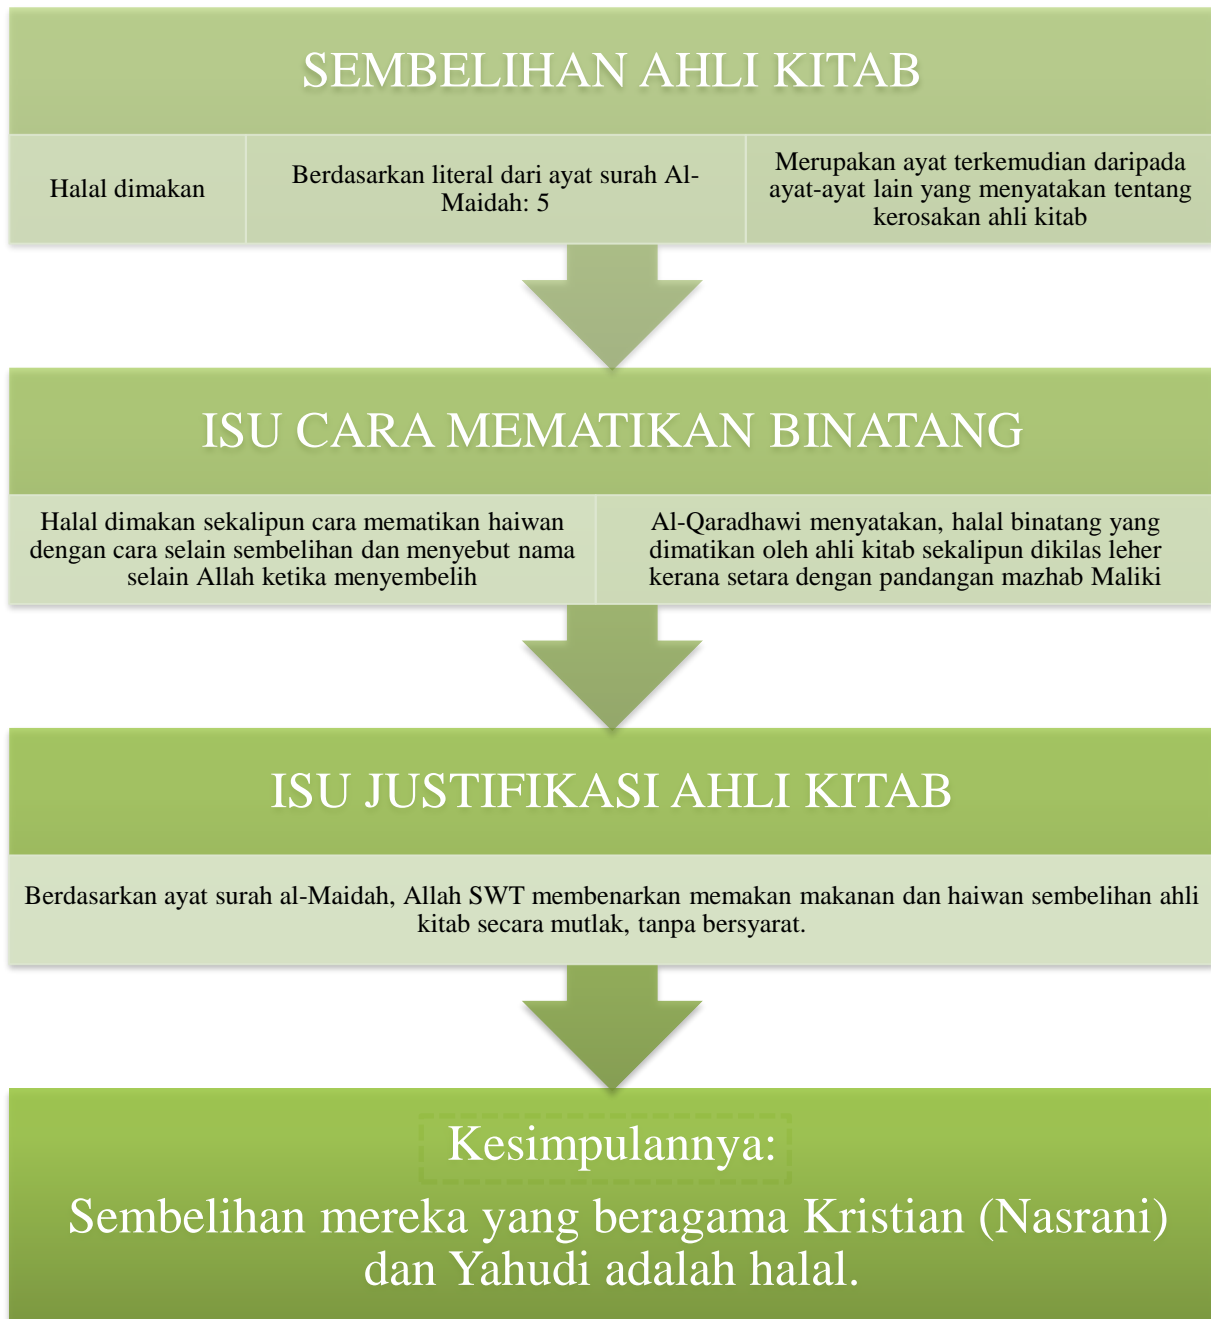 SEMBELIHAN AHLI KITAB
Halal dimakan
Berdasarkan literal dari ayat surah Al-
Maidah: 5
Merupakan ayat terkemudian daripada
ayat-ayat lain yang menyatakan tentang
kerosakan ahli kitab
ISU CARA MEMATIKAN BINATANG
Halal dimakan sekalipun cara mematikan haiwan
dengan cara selain sembelihan dan menyebut nama
selain Allah ketika menyembelih
Al-Qaradhawi menyatakan, halal binatang yang
dimatikan oleh ahli kitab sekalipun dikilas leher
kerana setara dengan pandangan mazhab Maliki
ISU JUSTIFIKASI AHLI KITAB
Berdasarkan ayat surah al-Maidah, Allah SWT membenarkan memakan makanan dan haiwan sembelihan ahli
kitab secara mutlak, tanpa bersyarat.
Kesimpulannya:
Sembelihan mereka yang beragama Kristian (Nasrani)
dan Yahudi adalah halal.